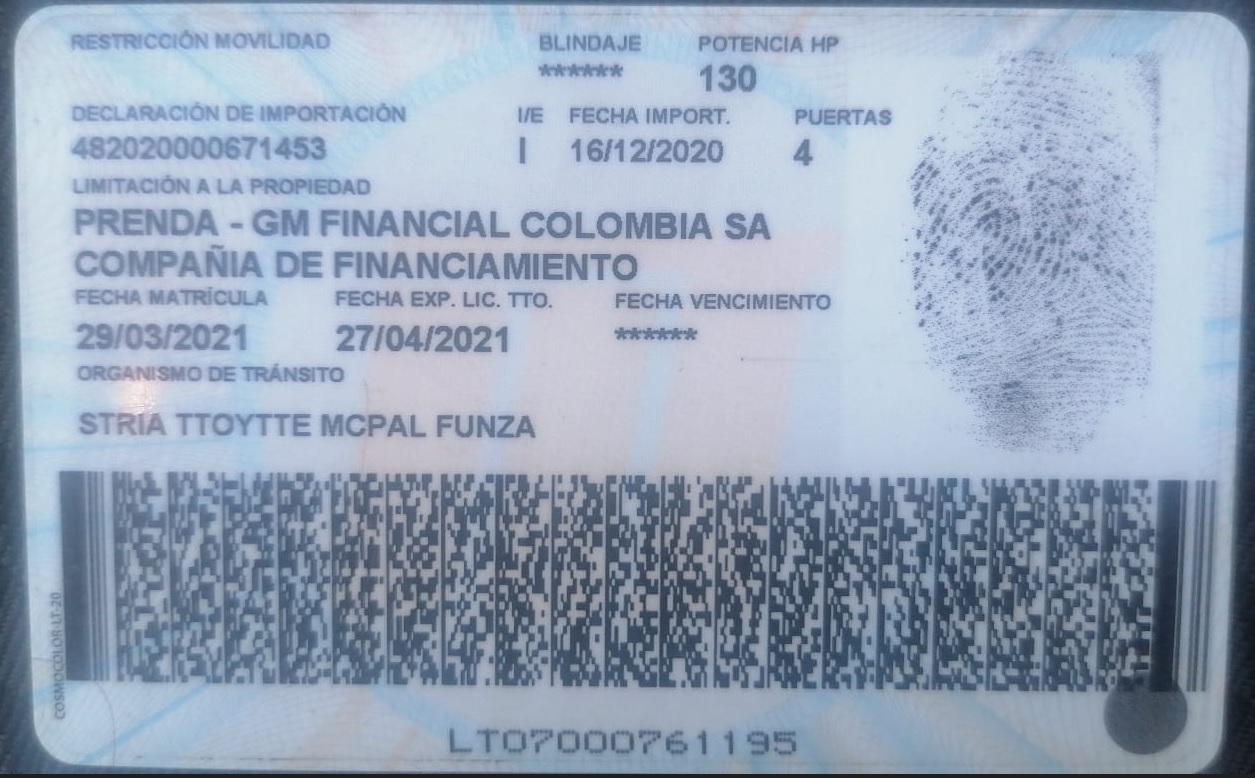 RESTRICCIÓN MOVILIDAD BLINDAJE POTENCIA HP
****** 130
DECLARACIÓN DE IMPORTACIÓN I/E FECHA IMPORT. PUERTAS
482020000671453 I 16/12/2020 4
LIMITACIÓN A LA PROPIEDAD
PRENDA - GM FINANCIAL COLOMBIA SA
COMPAÑIA DE FINANCIAMIENTO
FECHA MATRÍCULA FECHA EXP. LIC. TTO. FECHA VENCIMIENTO
29/03/2021 27/04/2021 ******
ORGANISMO DE TRÁNSITO
STRIA TTOYTTE MCPAL FUNZA
COSMOCOLOR LT-20
LT07000761195